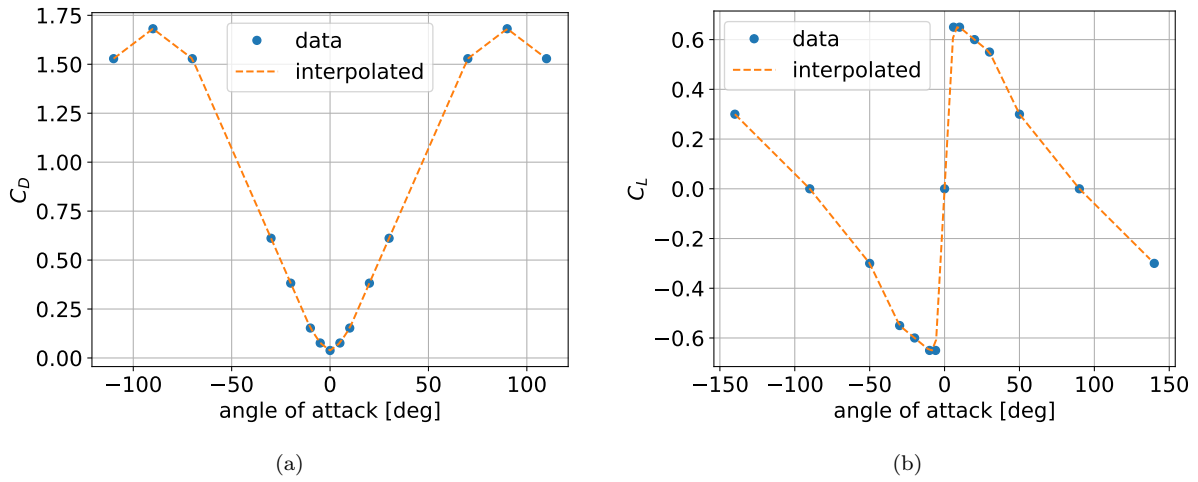 1.75
1.50
1.25
1.00
0.75
0.50
0.25
0.00
C_D
data
interpolated
−100 −50 0 50 100
angle of attack [deg]
(a)
0.6
0.4
0.2
0.0
−0.2
−0.4
−0.6
C_L
data
interpolated
−150 −100 −50 0 50 100 150
angle of attack [deg]
(b)